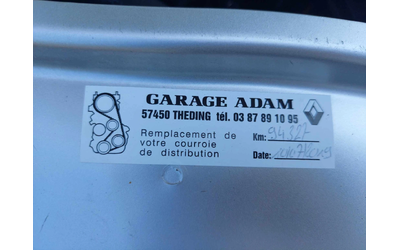 GARAGE ADAM
57450 THEDING tél. 03 87 89 10 95
Remplacement de
votre courroie
de distribution
Km:
Date: